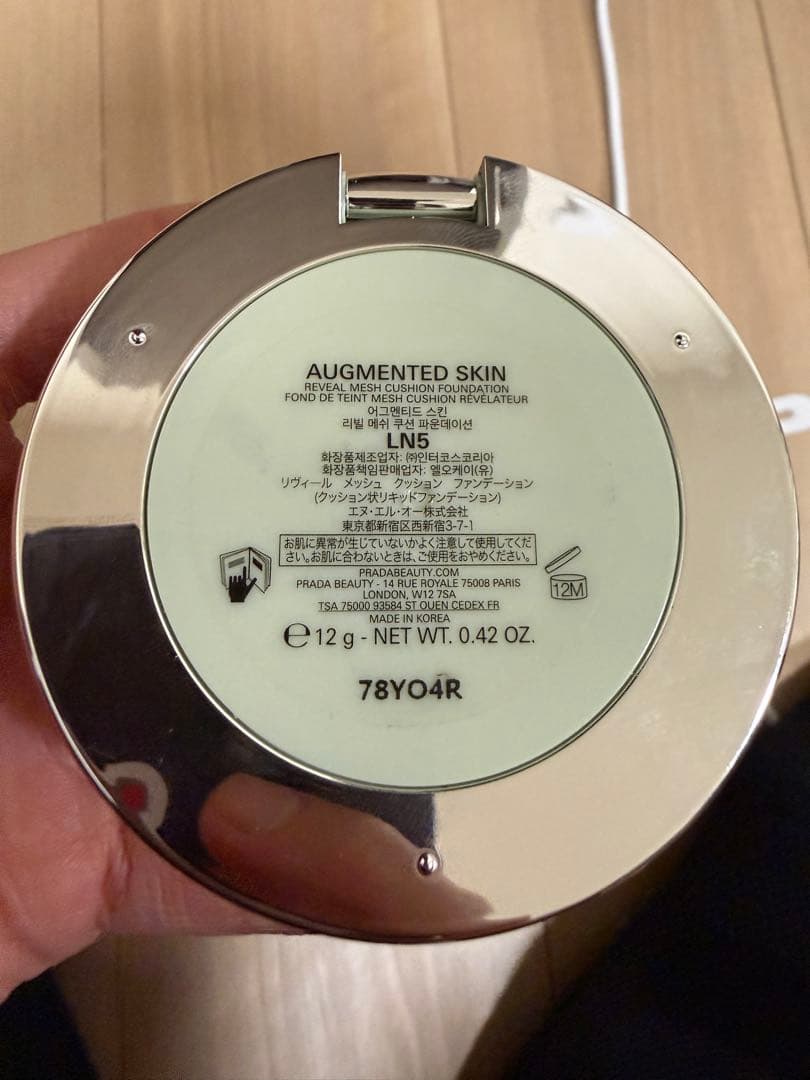 AUGMENTED SKIN
REVEAL MESH CUSHION FOUNDATION
FOND DE TEINT MESH CUSHION RÉVÉLATEUR
어그멘티드 스킨
리빌 메쉬 쿠션 파운데이션
LN5
화장품제조업자: ㈜인터코스코리아
화장품책임판매업자: 엘오케이(유)
リヴィール メッシュ クッション ファンデーション
(クッション状リキッドファンデーション)
エヌ・エル・オー株式会社
東京都新宿区西新宿3-7-1
お肌に異常が生じていないかよく注意して使用してくだ
さい。お肌に合わないときは、ご使用をおやめください。
PRADABEAUTY.COM
PRADA BEAUTY - 14 RUE ROYALE 75008 PARIS
LONDON, W12 7SA
TSA 75000 93584 ST OUEN CEDEX FR
MADE IN KOREA
℮ 12 g - NET WT. 0.42 OZ.
12M
78YO4R